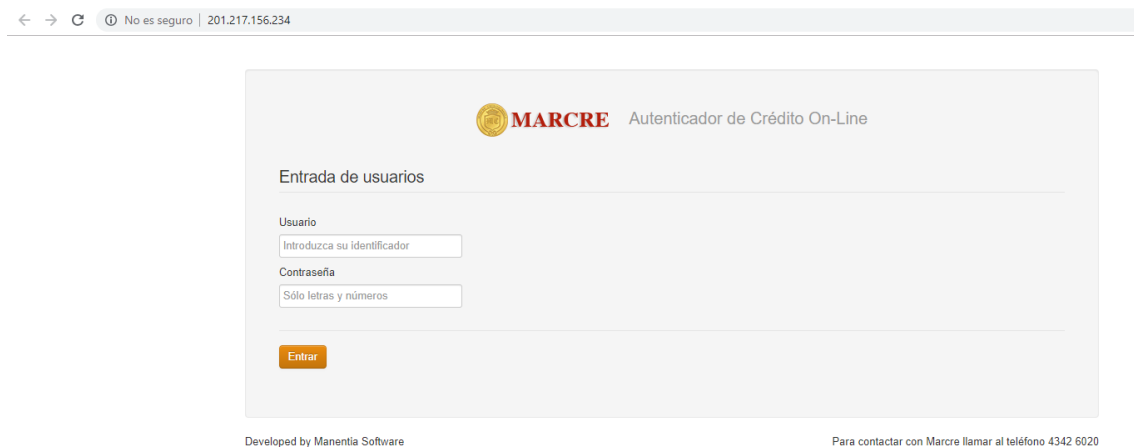 No es seguro | 201.217.156.234
MARCRE Autenticador de Crédito On-Line
Entrada de usuarios
Usuario
Introduzca su identificador
Contraseña
Sólo letras y números
Entrar
Developed by Manentia Software Para contactar con Marcre llamar al teléfono 4342 6020